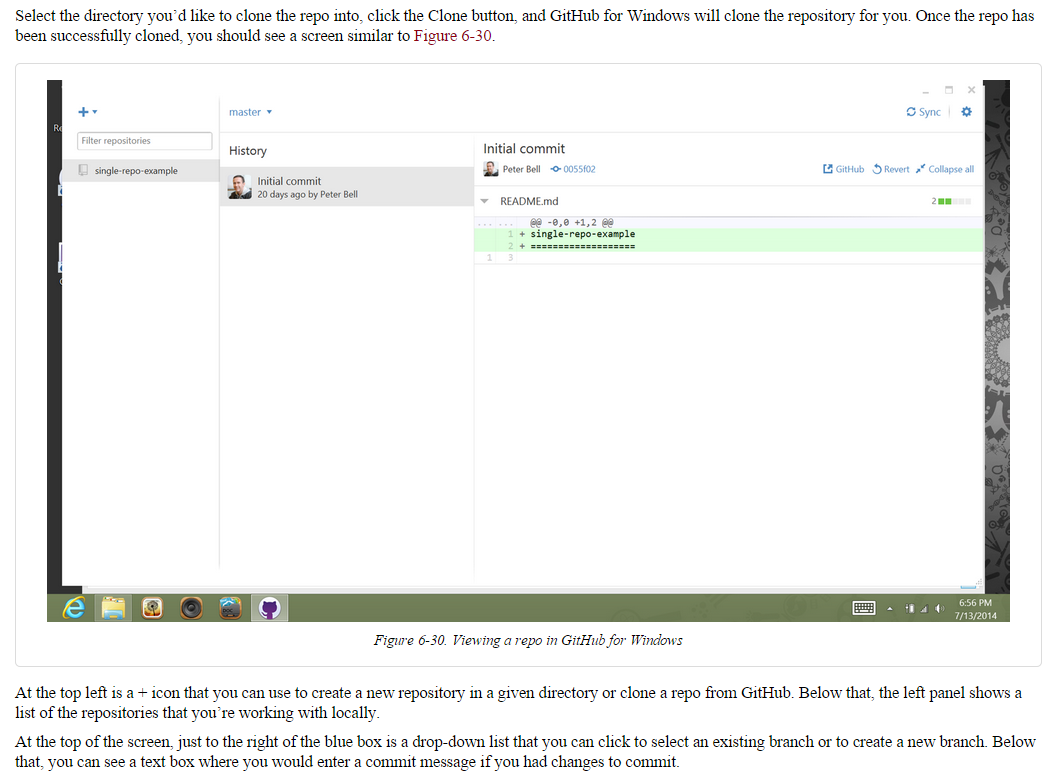 Select the directory you'd like to clone the repo into, click the Clone button, and GitHub for Windows will clone the repository for you. Once the repo has
been successfully cloned, you should see a screen similar to Figure 6-30.
+
master
Sync
Filter repositories
single-repo-example
History
Initial commit
20 days ago by Peter Bell
Initial commit
Peter Bell 0055f02
GitHub Revert Collapse all
README.md
2
... ... @@ -0,0 +1,2 @@
1 + single-repo-example
2 + ===================
1 3
6:56 PM
7/13/2014
Figure 6-30. Viewing a repo in GitHub for Windows
At the top left is a + icon that you can use to create a new repository in a given directory or clone a repo from GitHub. Below that, the left panel shows a
list of the repositories that you're working with locally.
At the top of the screen, just to the right of the blue box is a drop-down list that you can click to select an existing branch or to create a new branch. Below
that, you can see a text box where you would enter a commit message if you had changes to commit.